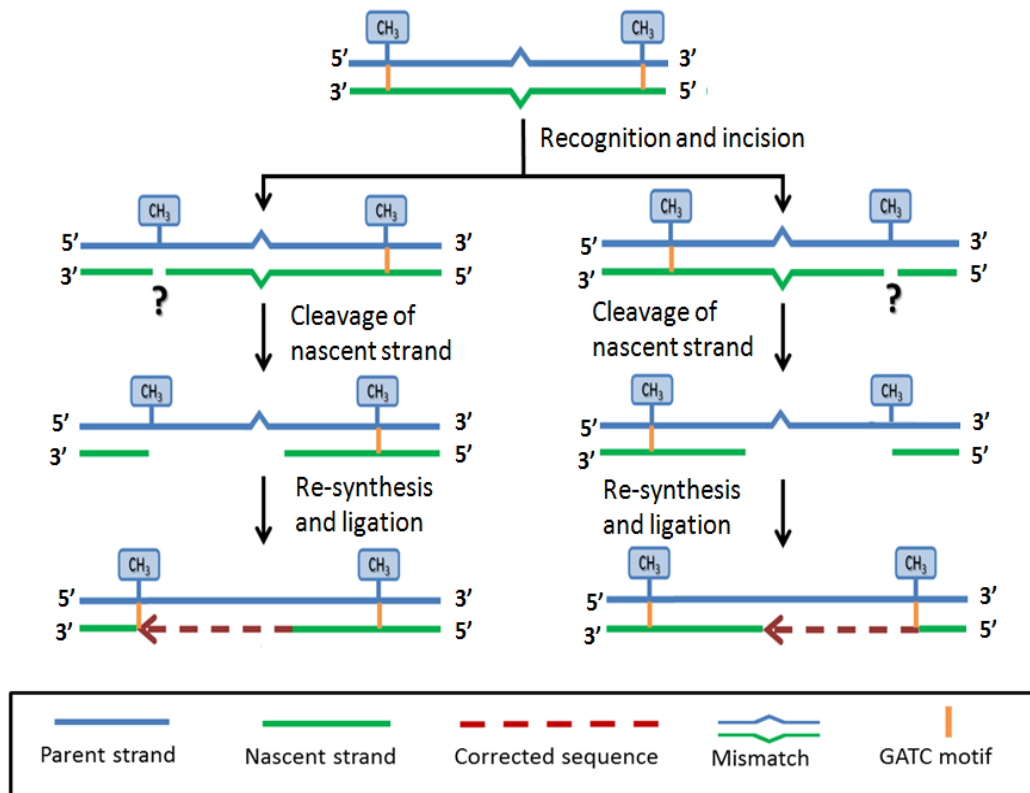 CH₃ CH₃
5’ 3’
3’ 5’
Recognition and incision
CH₃ CH₃ CH₃ CH₃
5’ 3’ 5’ 3’
3’ 5’ 3’ 5’
? ?
Cleavage of
nascent strand
Cleavage of
nascent strand
CH₃ CH₃ CH₃ CH₃
5’ 3’ 5’ 3’
3’ 5’ 3’ 5’
Re-synthesis
and ligation
Re-synthesis
and ligation
CH₃ CH₃ CH₃ CH₃
5’ 3’ 5’ 3’
3’ 5’ 3’ 5’
Parent strand
Nascent strand
Corrected sequence
Mismatch
GATC motif